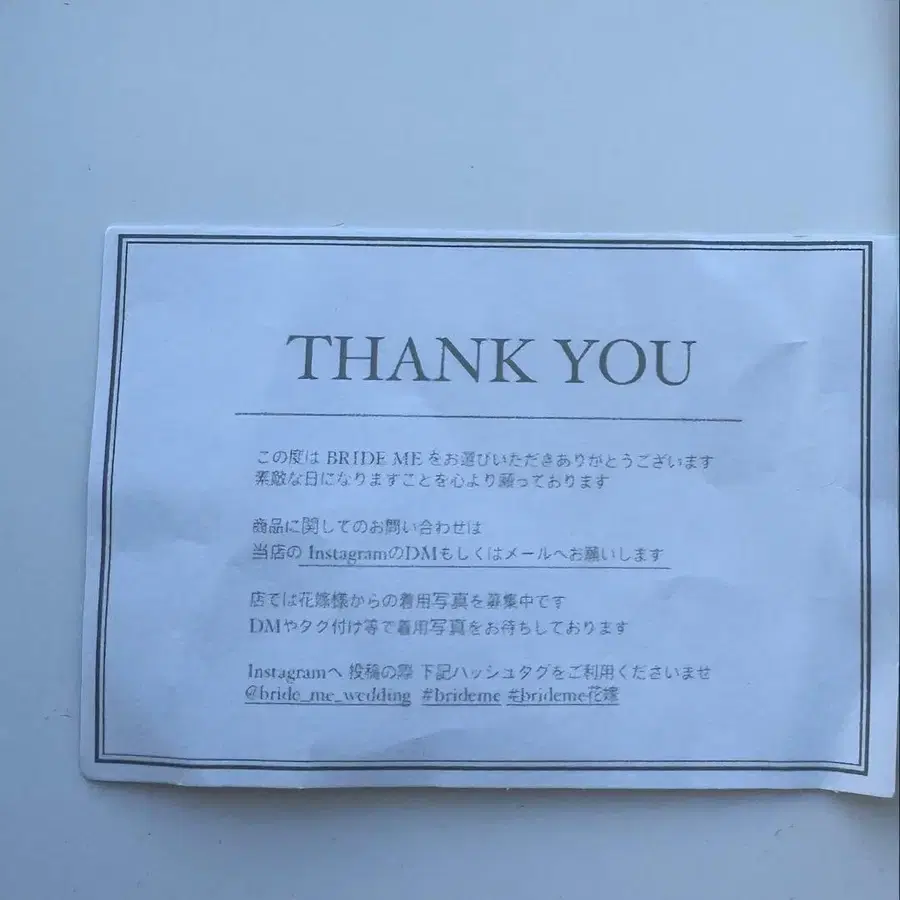 THANK YOU
この度は BRIDE ME をお選びいただきありがとうございます
素敵な日になりますことを心より願っております
商品に関してのお問い合わせは
当店の InstagramのDMもしくはメールへお願いします
店では花嫁様からの着用写真を募集中です
DMやタク付け等で着用写真をお待ちしております
Instagramへ 投稿の際 下記ハッシュタグをご利用くださいませ
@bride_me_wedding #brideme #brideme花嫁